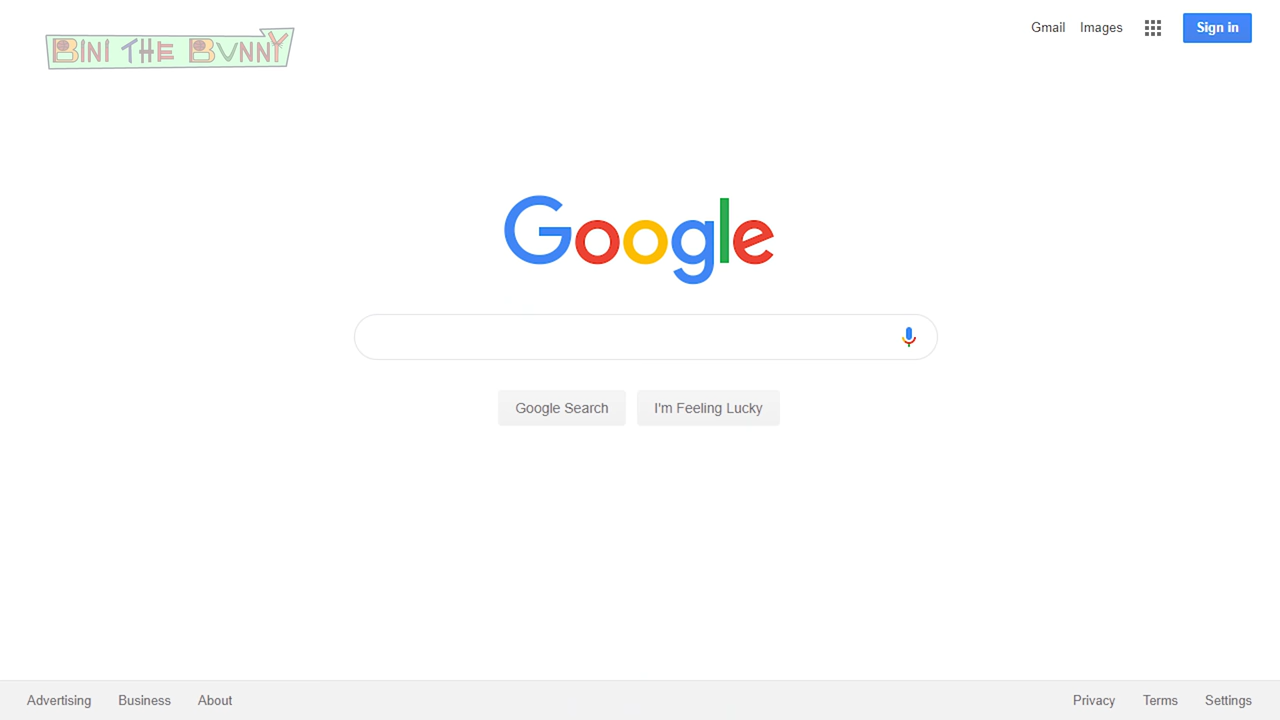 BINI THE BUNNY
Gmail Images Sign in
Google
Google Search I'm Feeling Lucky
Advertising Business About Privacy Terms Settings